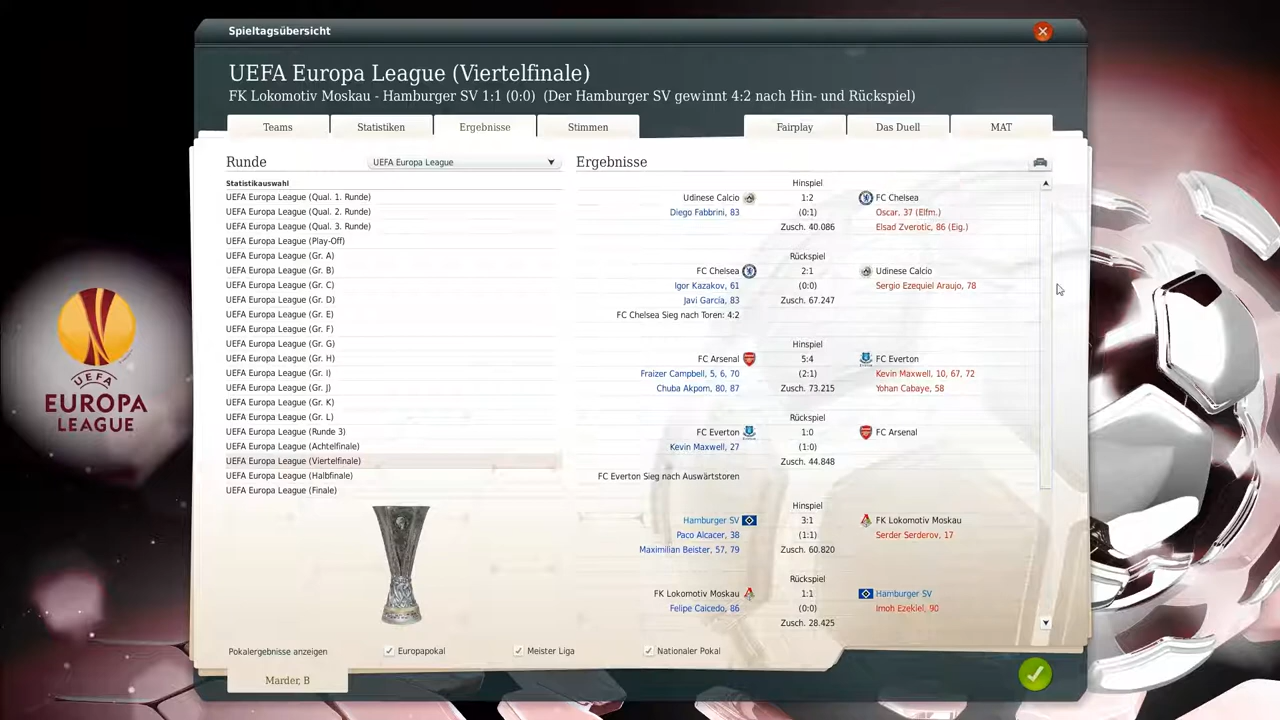 Spieltagsübersicht
UEFA Europa League (Viertelfinale)
FK Lokomotiv Moskau - Hamburger SV 1:1 (0:0) (Der Hamburger SV gewinnt 4:2 nach Hin- und Rückspiel)
Teams
Statistiken
Ergebnisse
Stimmen
Fairplay
Das Duell
MAT
Runde
UEFA Europa League
Statistikauswahl
UEFA Europa League (Qual. 1. Runde)
UEFA Europa League (Qual. 2. Runde)
UEFA Europa League (Qual. 3. Runde)
UEFA Europa League (Play-Off)
UEFA Europa League (Gr. A)
UEFA Europa League (Gr. B)
UEFA Europa League (Gr. C)
UEFA Europa League (Gr. D)
UEFA Europa League (Gr. E)
UEFA Europa League (Gr. F)
UEFA Europa League (Gr. G)
UEFA Europa League (Gr. H)
UEFA Europa League (Gr. I)
UEFA Europa League (Gr. J)
UEFA Europa League (Gr. K)
UEFA Europa League (Gr. L)
UEFA Europa League (Runde 3)
UEFA Europa League (Achtelfinale)
UEFA Europa League (Viertelfinale)
UEFA Europa League (Halbfinale)
UEFA Europa League (Finale)
Ergebnisse
Hinspiel
Udinese Calcio 1:2 FC Chelsea
Diego Fabbrini, 83 (0:1) Oscar, 37 (Elfm.)
Zusch. 40.086 Elsad Zverotic, 86 (Eig.)
Rückspiel
FC Chelsea 2:1 Udinese Calcio
Igor Kazakov, 61 (0:0) Sergio Ezequiel Araujo, 78
Javi García, 83 Zusch. 67.247
FC Chelsea Sieg nach Toren: 4:2
Hinspiel
FC Arsenal 5:4 FC Everton
Fraizer Campbell, 5, 6, 70 (2:1) Kevin Maxwell, 10, 67, 72
Chuba Akpom, 80, 87 Zusch. 73.215 Yohan Cabaye, 58
Rückspiel
FC Everton 1:0 FC Arsenal
Kevin Maxwell, 27 (1:0)
Zusch. 44.848
FC Everton Sieg nach Auswärtstoren
Hinspiel
Hamburger SV 3:1 FK Lokomotiv Moskau
Paco Alcacer, 38 (1:1) Serder Serderov, 17
Maximilian Beister, 57, 79 Zusch. 60.820
Rückspiel
FK Lokomotiv Moskau 1:1 Hamburger SV
Felipe Caicedo, 86 (0:0) Imoh Ezekiel, 90
Zusch. 28.425
Pokalergebnisse anzeigen
Europapokal
Meister Liga
Nationaler Pokal
Marder, B
UEFA
EUROPA
LEAGUE